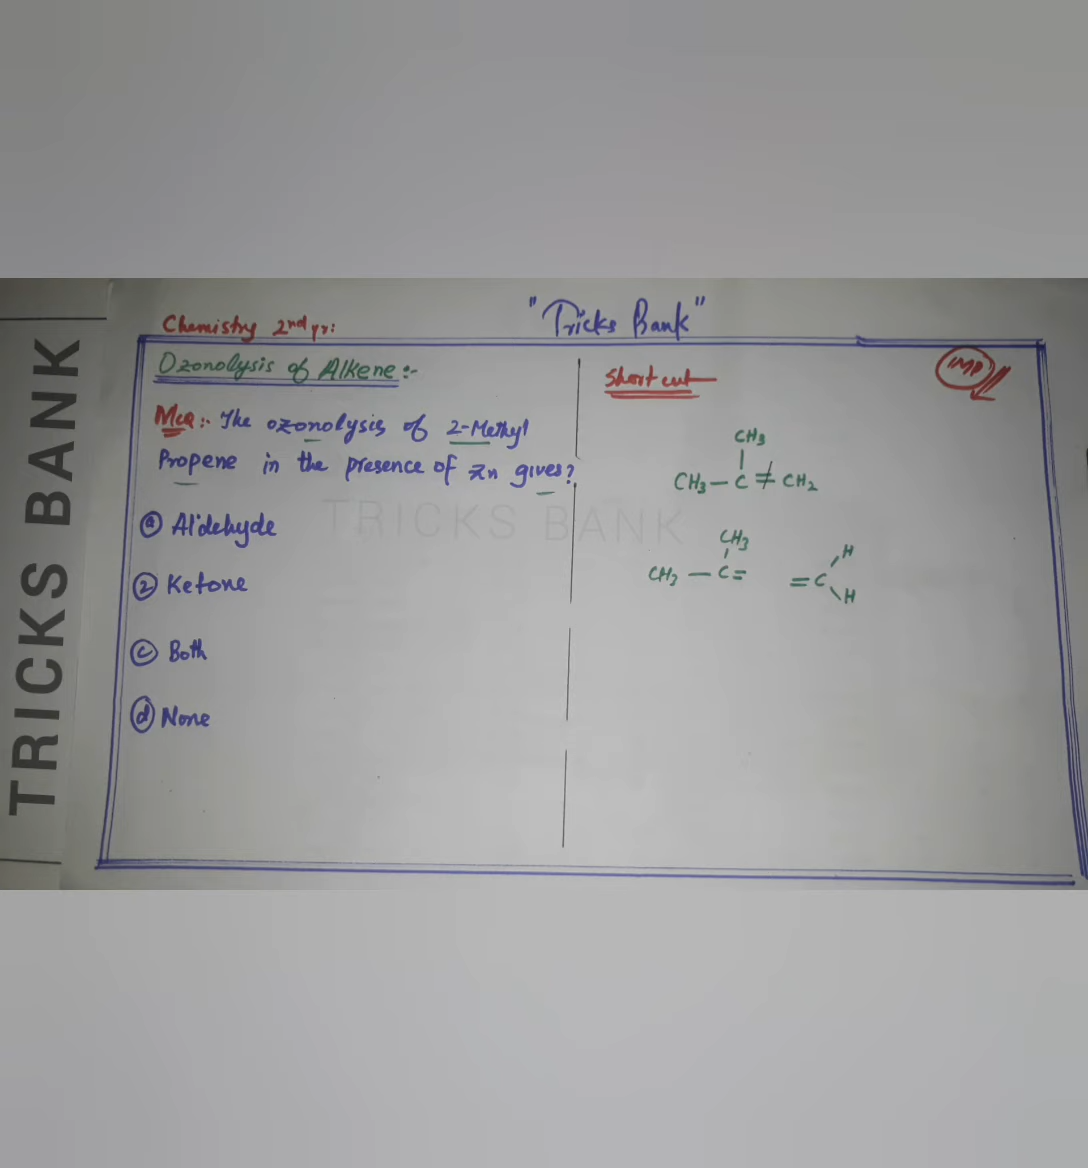 TRICKS BANK
Chemistry 2nd yr:
"Tricks Bank"
Ozonolysis of Alkene :-
Mcq:- The ozonolysis of 2-Methyl
Propene in the presence of Zn gives?
a Aldehyde
2 Ketone
c Both
d None
Short cut
IMP
CH3
CH3 — C ≠ CH2
CH3
CH3 — C =
= C
H
H
TRICKS BANK